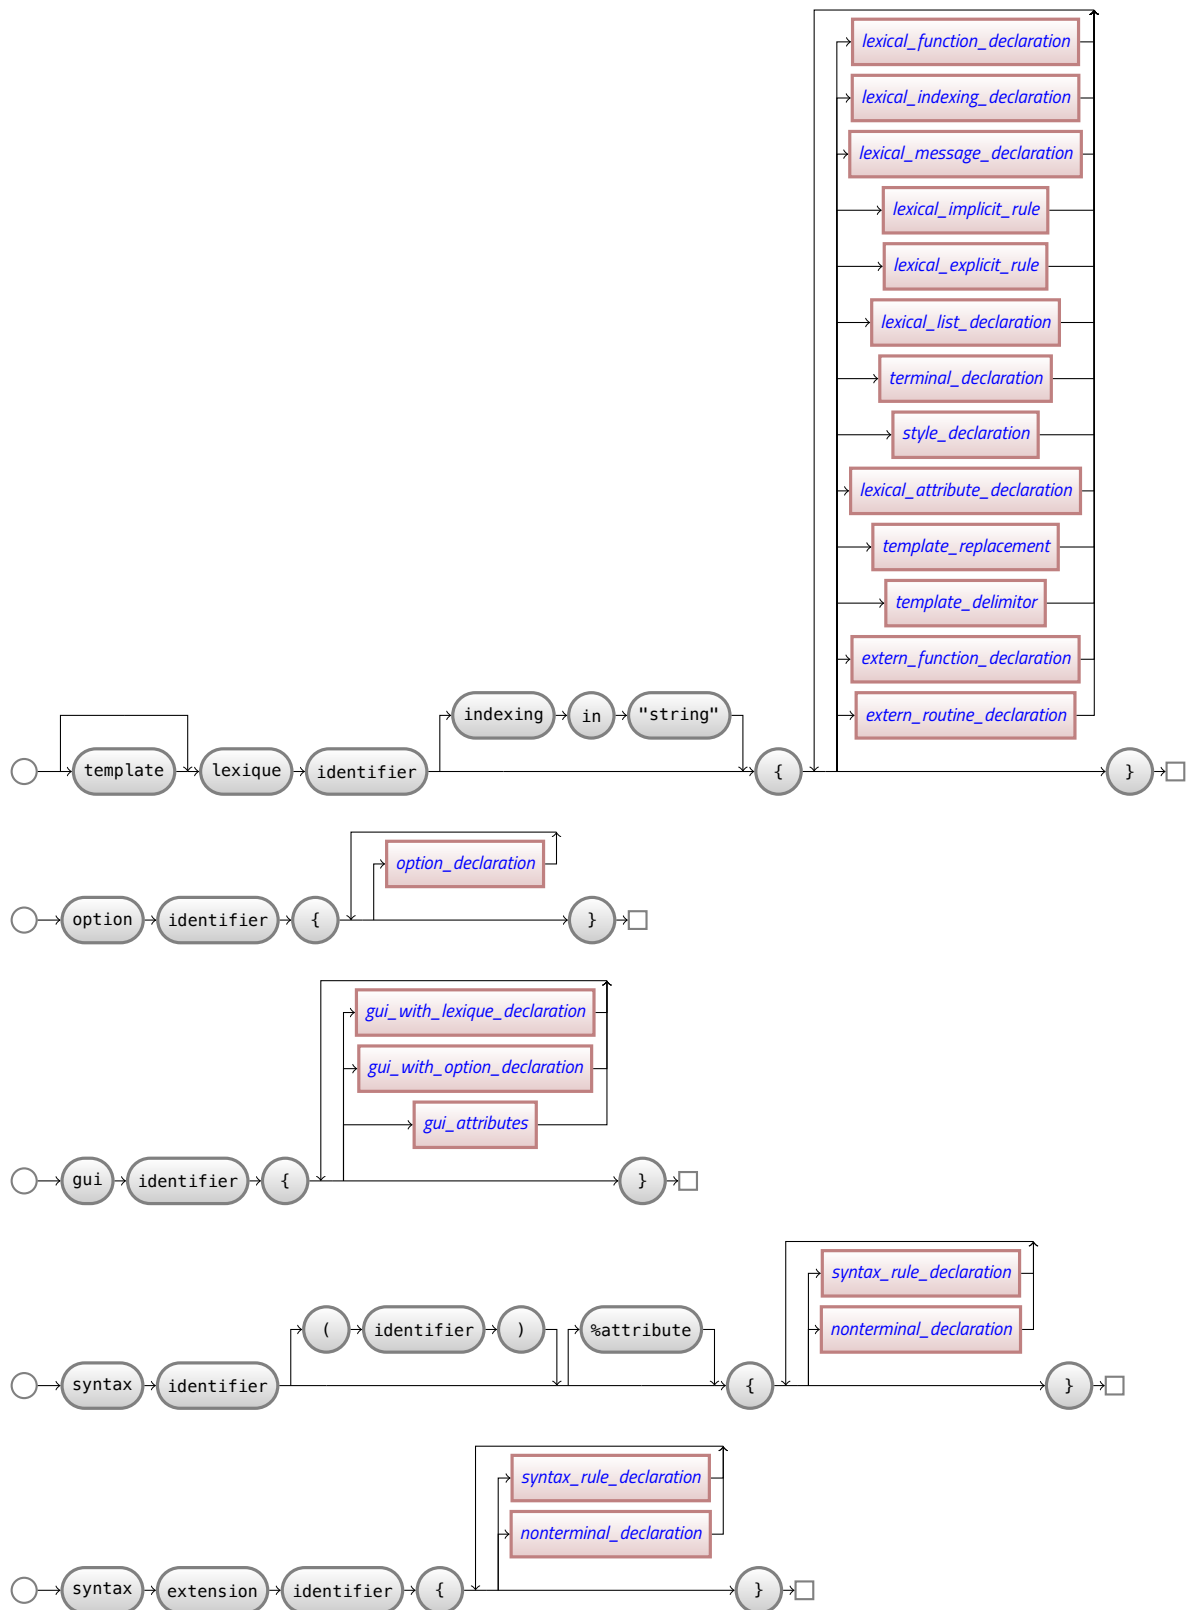 lexical_function_declaration
lexical_indexing_declaration
lexical_message_declaration
lexical_implicit_rule
lexical_explicit_rule
lexical_list_declaration
terminal_declaration
style_declaration
lexical_attribute_declaration
template_replacement
template_delimitor
extern_function_declaration
indexing in "string" extern_routine_declaration
template lexique identifier { }
option_declaration
option identifier { }
gui_with_lexique_declaration
gui_with_option_declaration
gui_attributes
gui identifier { }
syntax_rule_declaration
( identifier ) %attribute nonterminal_declaration
syntax identifier { }
syntax_rule_declaration
nonterminal_declaration
syntax extension identifier { }